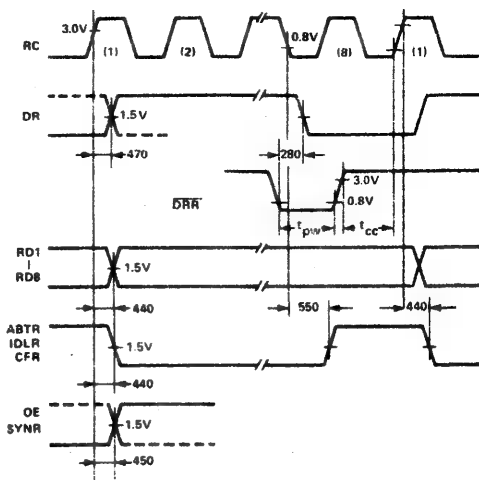 RC
3.0V
(1)
(2)
0.8V
(8)
(1)
DR
1.5V
470
280
DRR
3.0V
0.8V
tpw
tcc
RD1
|
RD8
1.5V
440
550
440
ABTR
IDLR
CFR
1.5V
440
OE
SYNR
1.5V
450